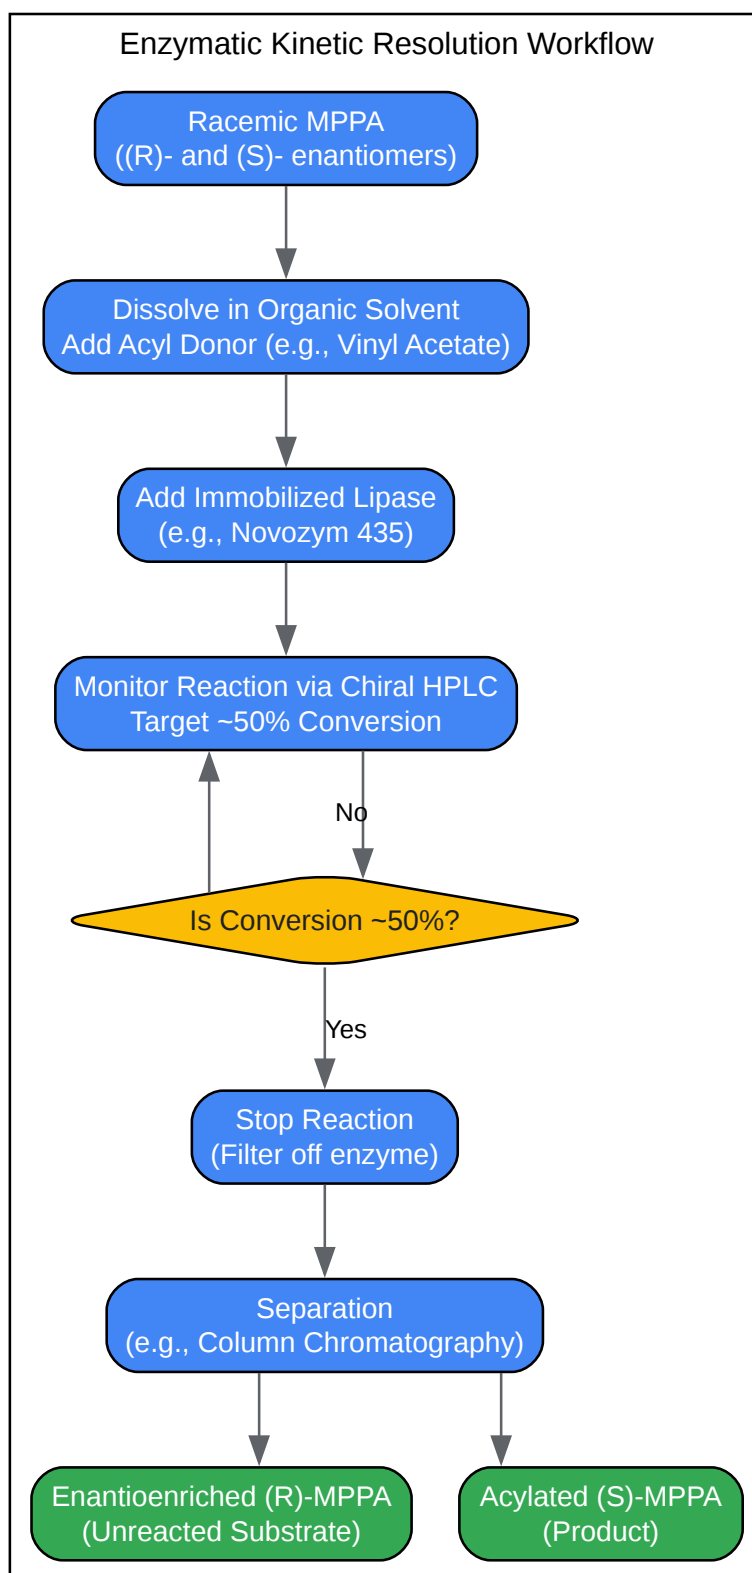 Enzymatic Kinetic Resolution Workflow
Racemic MPPA
((R)- and (S)- enantiomers)
Dissolve in Organic Solvent
Add Acyl Donor (e.g., Vinyl Acetate)
Add Immobilized Lipase
(e.g., Novozym 435)
Monitor Reaction via Chiral HPLC
Target ~50% Conversion
No
Is Conversion ~50%?
Yes
Stop Reaction
(Filter off enzyme)
Separation
(e.g., Column Chromatography)
Enantioenriched (R)-MPPA
(Unreacted Substrate)
Acylated (S)-MPPA
(Product)